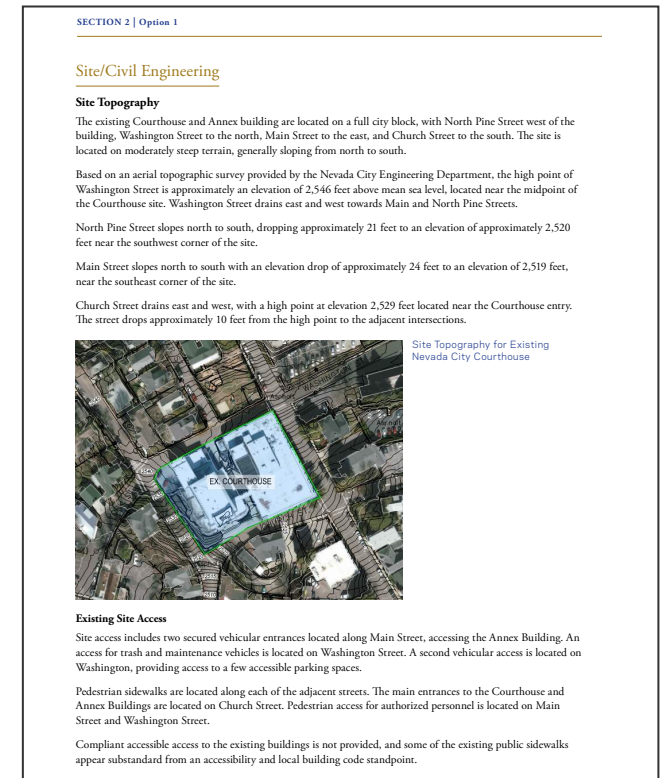 SECTION 2 | Option 1
Site/Civil Engineering
Site Topography
The existing Courthouse and Annex building are located on a full city block, with North Pine Street west of the
building, Washington Street to the north, Main Street to the east, and Church Street to the south. The site is
located on moderately steep terrain, generally sloping from north to south.
Based on an aerial topographic survey provided by the Nevada City Engineering Department, the high point of
Washington Street is approximately an elevation of 2,546 feet above mean sea level, located near the midpoint of
the Courthouse site. Washington Street drains east and west towards Main and North Pine Streets.
North Pine Street slopes north to south, dropping approximately 21 feet to an elevation of approximately 2,520
feet near the southwest corner of the site.
Main Street slopes north to south with an elevation drop of approximately 24 feet to an elevation of 2,519 feet,
near the southeast corner of the site.
Church Street drains east and west, with a high point at elevation 2,529 feet located near the Courthouse entry.
The street drops approximately 10 feet from the high point to the adjacent intersections.
Site Topography for Existing
Nevada City Courthouse
WASHINGTON
EX. COURTHOUSE
Existing Site Access
Site access includes two secured vehicular entrances located along Main Street, accessing the Annex Building. An
access for trash and maintenance vehicles is located on Washington Street. A second vehicular access is located on
Washington, providing access to a few accessible parking spaces.
Pedestrian sidewalks are located along each of the adjacent streets. The main entrances to the Courthouse and
Annex Buildings are located on Church Street. Pedestrian access for authorized personnel is located on Main
Street and Washington Street.
Compliant accessible access to the existing buildings is not provided, and some of the existing public sidewalks
appear substandard from an accessibility and local building code standpoint.